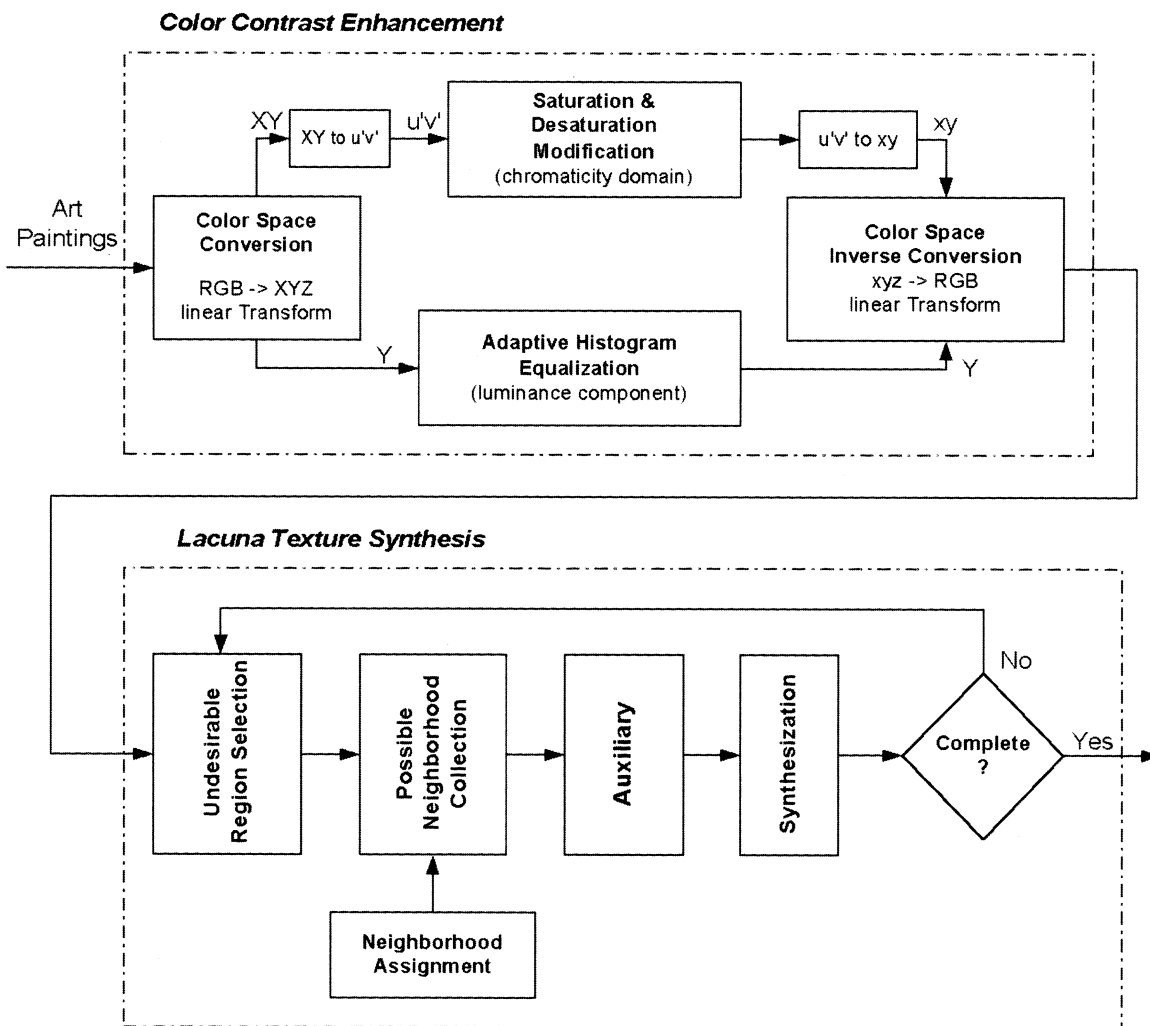 Color Contrast Enhancement
XY
XY to u'v'
u'v'
Saturation &
Desaturation
Modification
(chromaticity domain)
u'v' to xy
xy
Art
Paintings
Color Space
Conversion
RGB -> XYZ
linear Transform
Color Space
Inverse Conversion
xyz -> RGB
linear Transform
Y
Adaptive Histogram
Equalization
(luminance component)
Y
Lacuna Texture Synthesis
Undesirable
Region Selection
Possible
Neighborhood
Collection
Auxiliary
Synthesization
Complete
?
No
Yes
Neighborhood
Assignment